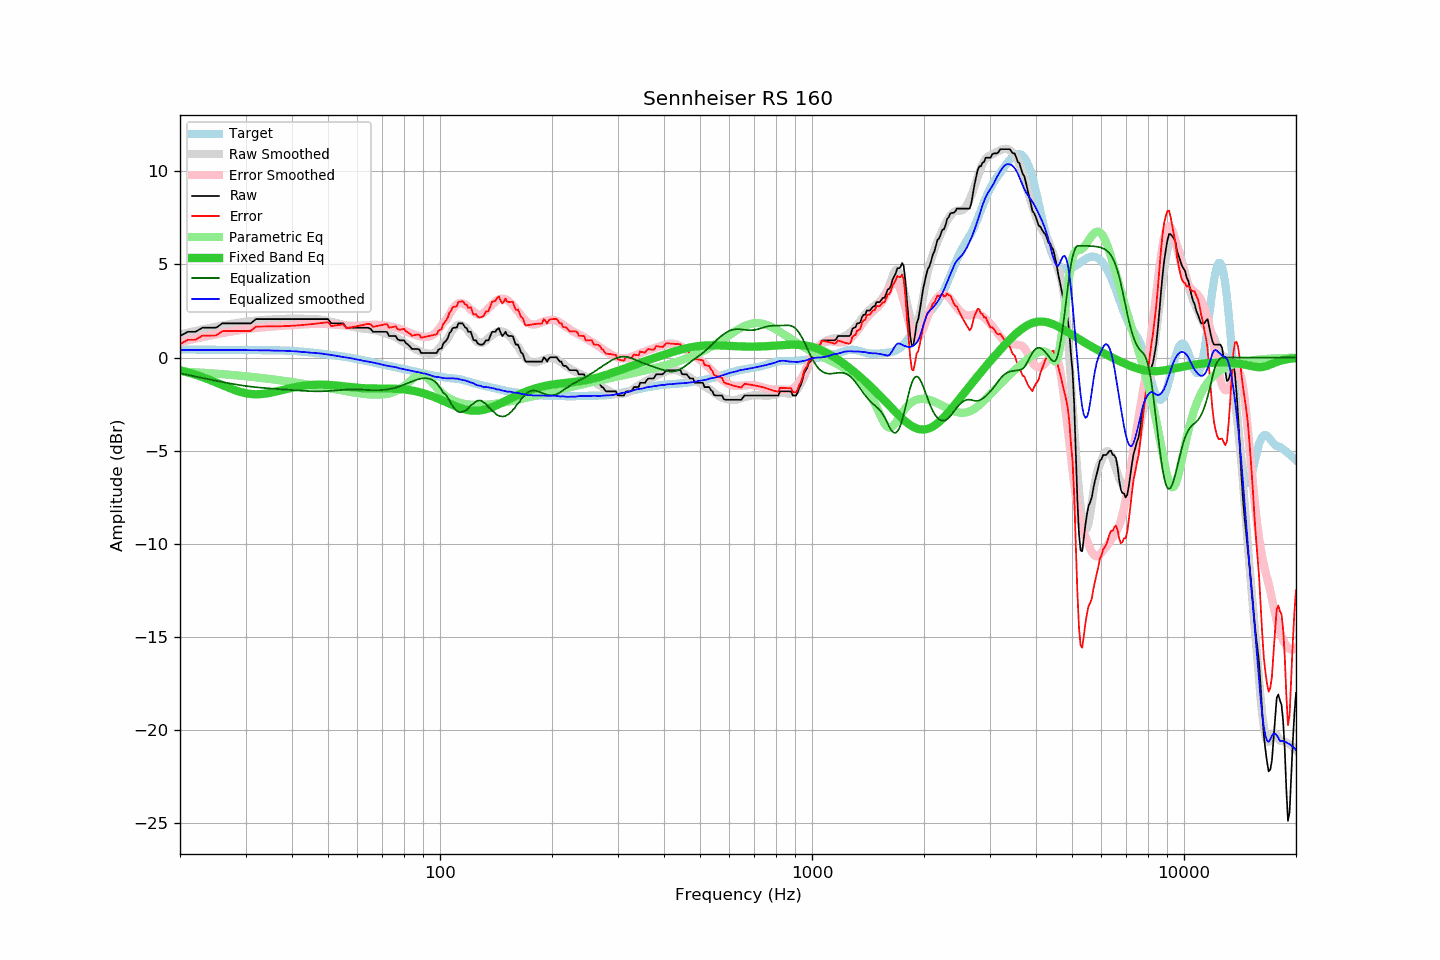 Sennheiser RS 160
Target
Raw Smoothed
Error Smoothed
Raw
Error
Parametric Eq
Fixed Band Eq
Equalization
Equalized smoothed
10
5
0
−5
−10
−15
−20
−25
Amplitude (dBr)
100 1000 10000
Frequency (Hz)